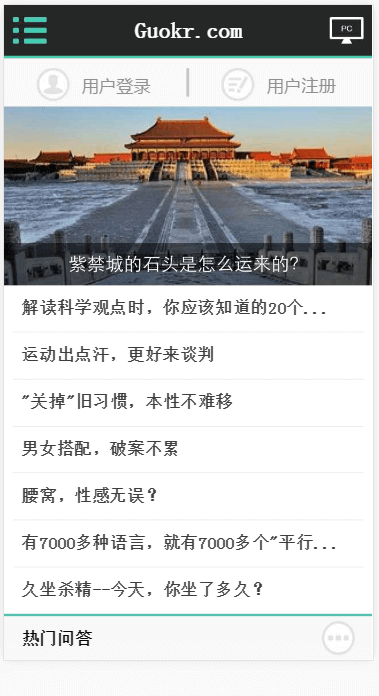 Guokr.com
PC
用户登录
用户注册
紫禁城的石头是怎么运来的?
解读科学观点时，你应该知道的20个...
运动出点汗，更好来谈判
"关掉"旧习惯，本性不难移
男女搭配，破案不累
腰窝，性感无误？
有7000多种语言，就有7000多个"平行...
久坐杀精--今天，你坐了多久？
热门问答